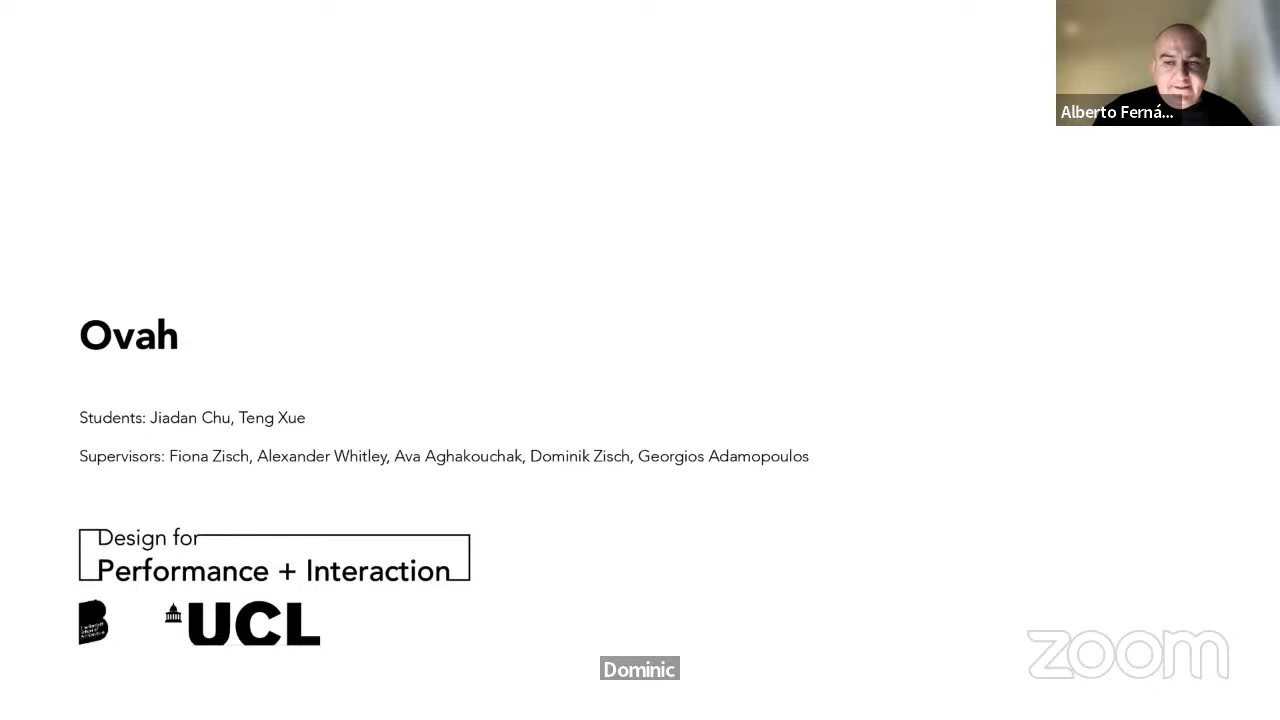 Alberto Ferná...
Ovah
Students: Jiadan Chu, Teng Xue
Supervisors: Fiona Zisch, Alexander Whitley, Ava Aghakouchak, Dominik Zisch, Georgios Adamopoulos
Design for
Performance + Interaction
B
UCL
Dominic
zoom